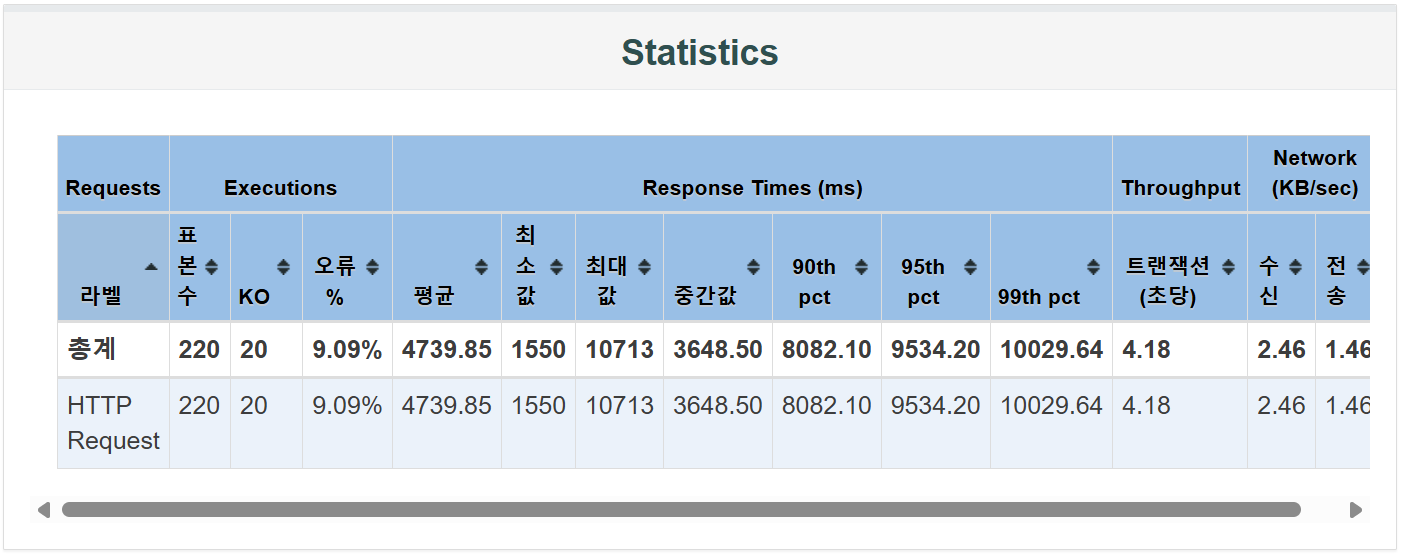 Statistics
Requests Executions Response Times (ms) Throughput Network (KB/sec)
라벨 표본수 KO 오류 % 평균 최소값 최대값 중간값 90th pct 95th pct 99th pct 트랜잭션 (초당) 수신 전송
총계 220 20 9.09% 4739.85 1550 10713 3648.50 8082.10 9534.20 10029.64 4.18 2.46 1.46
HTTP Request 220 20 9.09% 4739.85 1550 10713 3648.50 8082.10 9534.20 10029.64 4.18 2.46 1.46